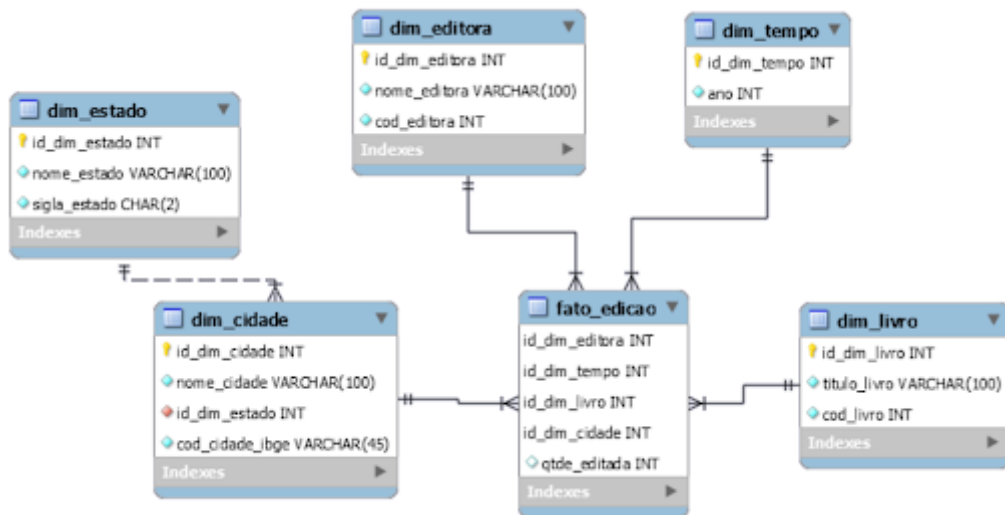 dim_editora
id_dim_editora INT
nome_editora VARCHAR(100)
cod_editora INT
Indexes
dim_tempo
id_dim_tempo INT
ano INT
Indexes
dim_estado
id_dim_estado INT
nome_estado VARCHAR(100)
sigla_estado CHAR(2)
Indexes
dim_cidade
id_dim_cidade INT
nome_cidade VARCHAR(100)
id_dim_estado INT
cod_cidade_ibge VARCHAR(45)
Indexes
fato_edicao
id_dim_editora INT
id_dim_tempo INT
id_dim_livro INT
id_dim_cidade INT
qtde_editada INT
Indexes
dim_livro
id_dim_livro INT
titulo_livro VARCHAR(100)
cod_livro INT
Indexes